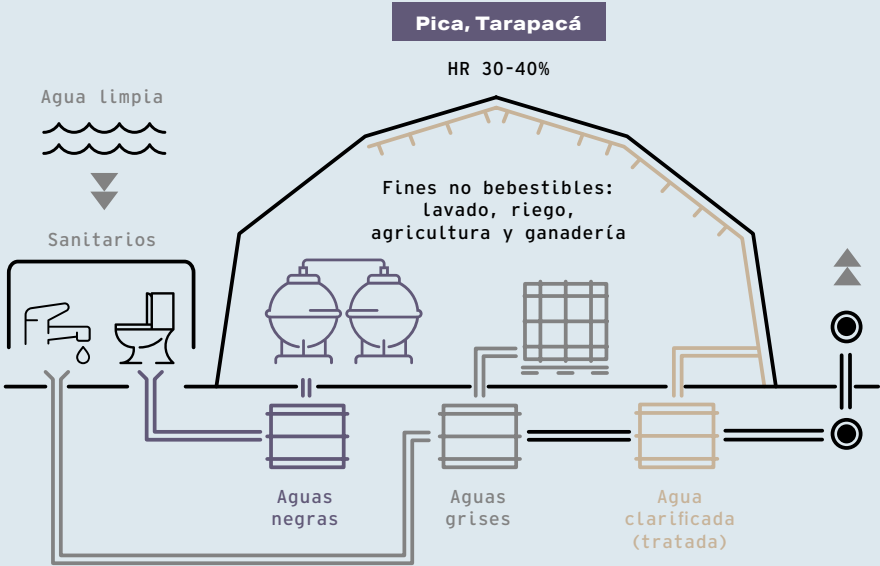 Pica, Tarapacá
HR 30-40%
Agua limpia
Fines no bebestibles:
lavado, riego,
agricultura y ganadería
Sanitarios
Aguas
negras
Aguas
grises
Agua
clarificada
(tratada)